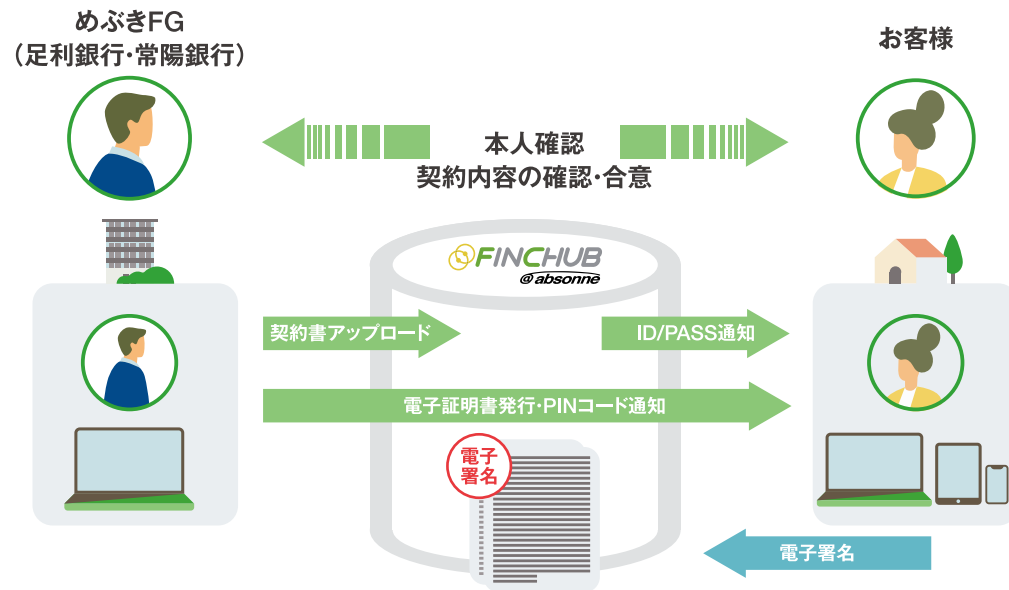 めぶきFG
（足利銀行・常陽銀行）
お客様
本人確認
契約内容の確認・合意
FINCHUB
@absonne
契約書アップロード
ID/PASS通知
電子証明書発行・PINコード通知
電子
署名
電子署名